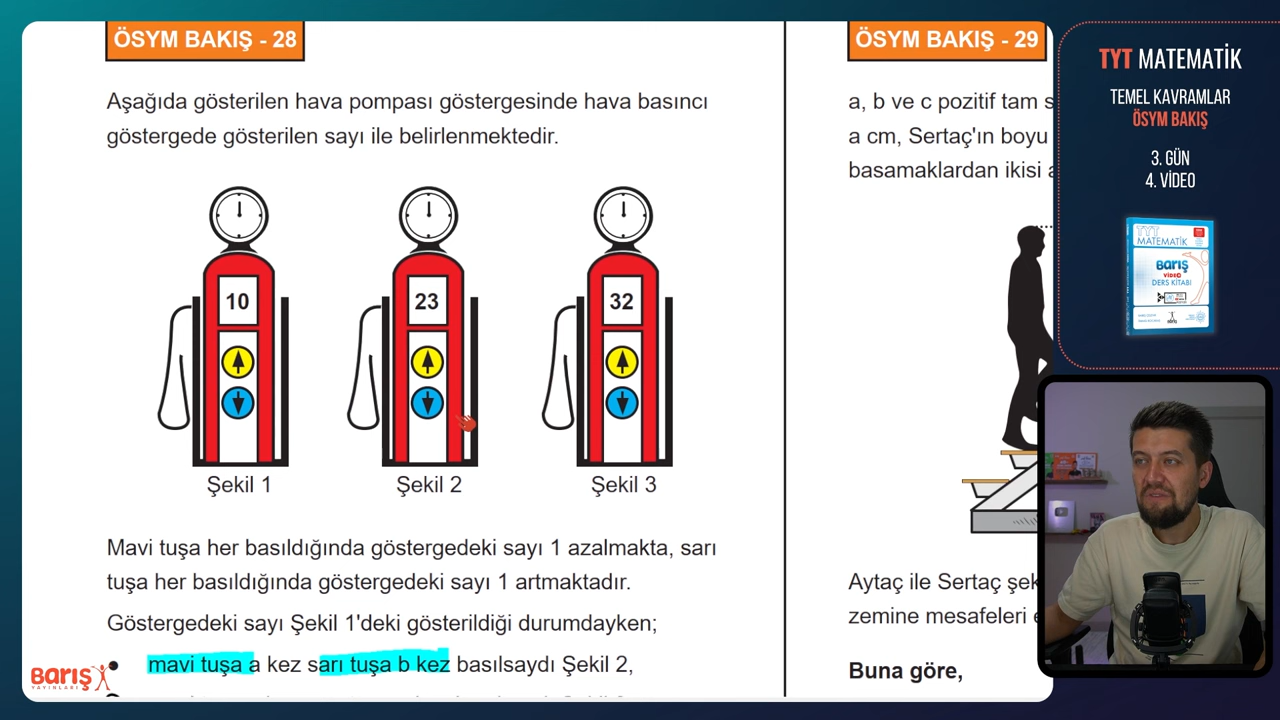 ÖSYM BAKIŞ - 28
Aşağıda gösterilen hava pompası göstergesinde hava basıncı
göstergede gösterilen sayı ile belirlenmektedir.
10
23
32
Şekil 1
Şekil 2
Şekil 3
Mavi tuşa her basıldığında göstergedeki sayı 1 azalmakta, sarı
tuşa her basıldığında göstergedeki sayı 1 artmaktadır.
Göstergedeki sayı Şekil 1'deki gösterildiği durumdayken;
● mavi tuşa a kez sarı tuşa b kez basılsaydı Şekil 2,
BARIŞ
YAYINLARI
ÖSYM BAKIŞ - 29
a, b ve c pozitif tam s
a cm, Sertaç'ın boyu
basamaklardan ikisi a
Aytaç ile Sertaç şek
zemine mesafeleri e
Buna göre,
TYT MATEMATİK
TEMEL KAVRAMLAR
ÖSYM BAKIŞ
3. GÜN
4. VİDEO
TYT
MATEMATİK
BARIŞ
VİDEO
DERS KİTABI